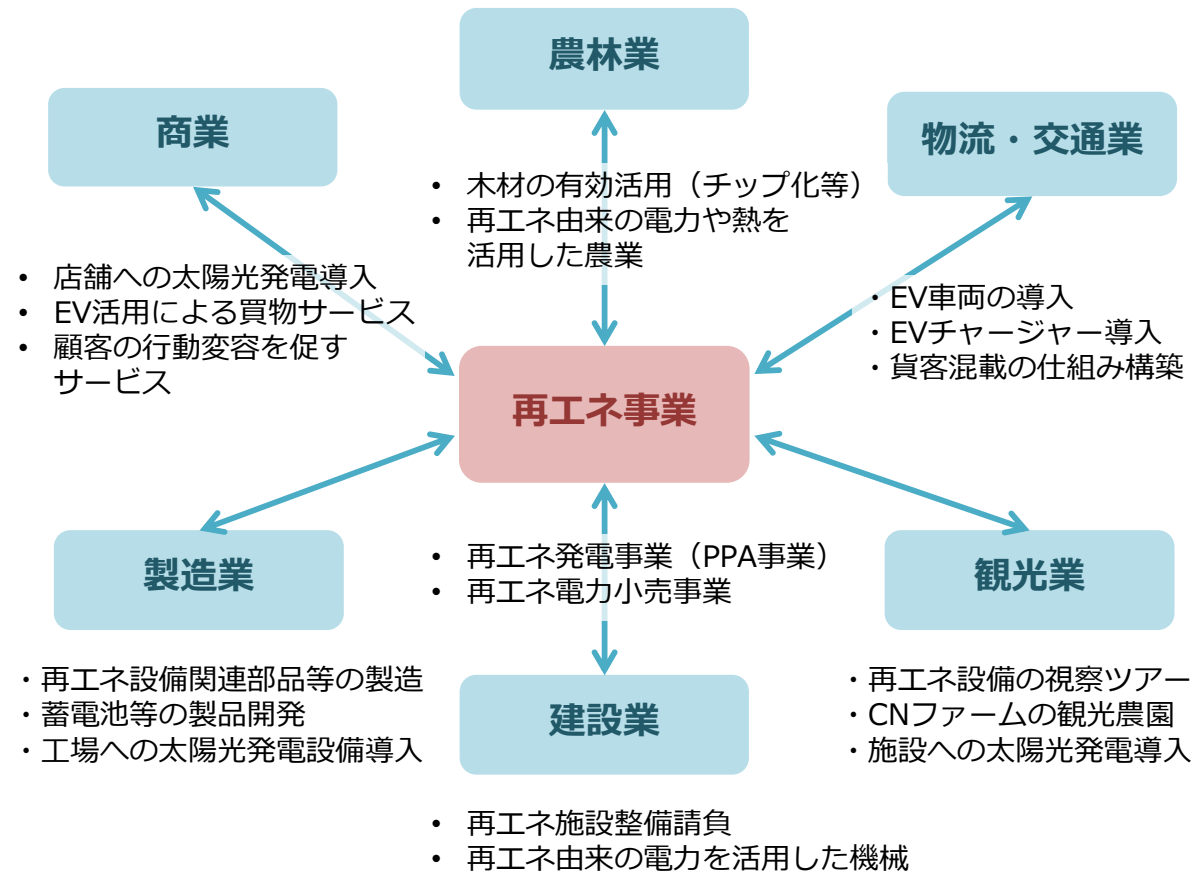 農林業
商業
物流・交通業
• 木材の有効活用（チップ化等）
• 再エネ由来の電力や熱を
活用した農業
• 店舗への太陽光発電導入
• EV活用による買物サービス
• 顧客の行動変容を促す
サービス
・EV車両の導入
・EVチャージャー導入
・貨客混載の仕組み構築
再エネ事業
製造業
• 再エネ発電事業（PPA事業）
• 再エネ電力小売事業
観光業
・再エネ設備関連部品等の製造
・蓄電池等の製品開発
・工場への太陽光発電設備導入
建設業
・再エネ設備の視察ツアー
・CNファームの観光農園
・施設への太陽光発電導入
• 再エネ施設整備請負
• 再エネ由来の電力を活用した機械